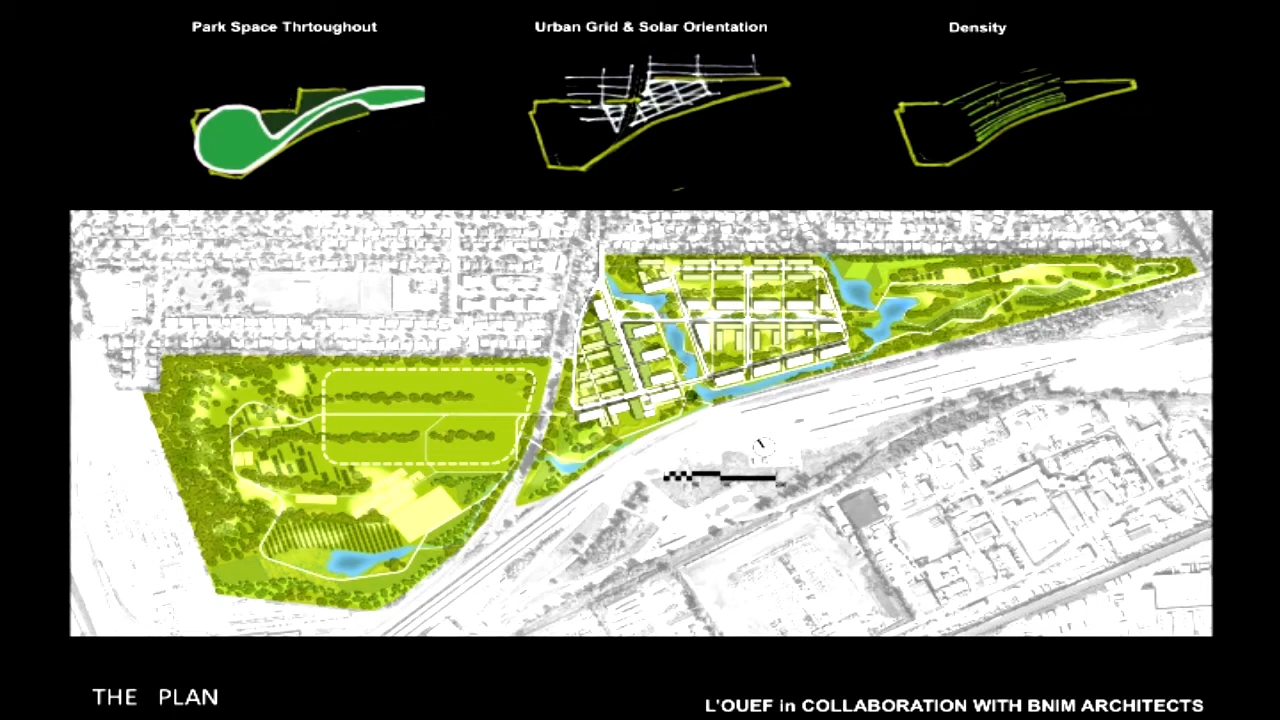 Park Space Thrtoughout
Urban Grid & Solar Orientation
Density
THE PLAN
L'OUEF in COLLABORATION WITH BNIM ARCHITECTS